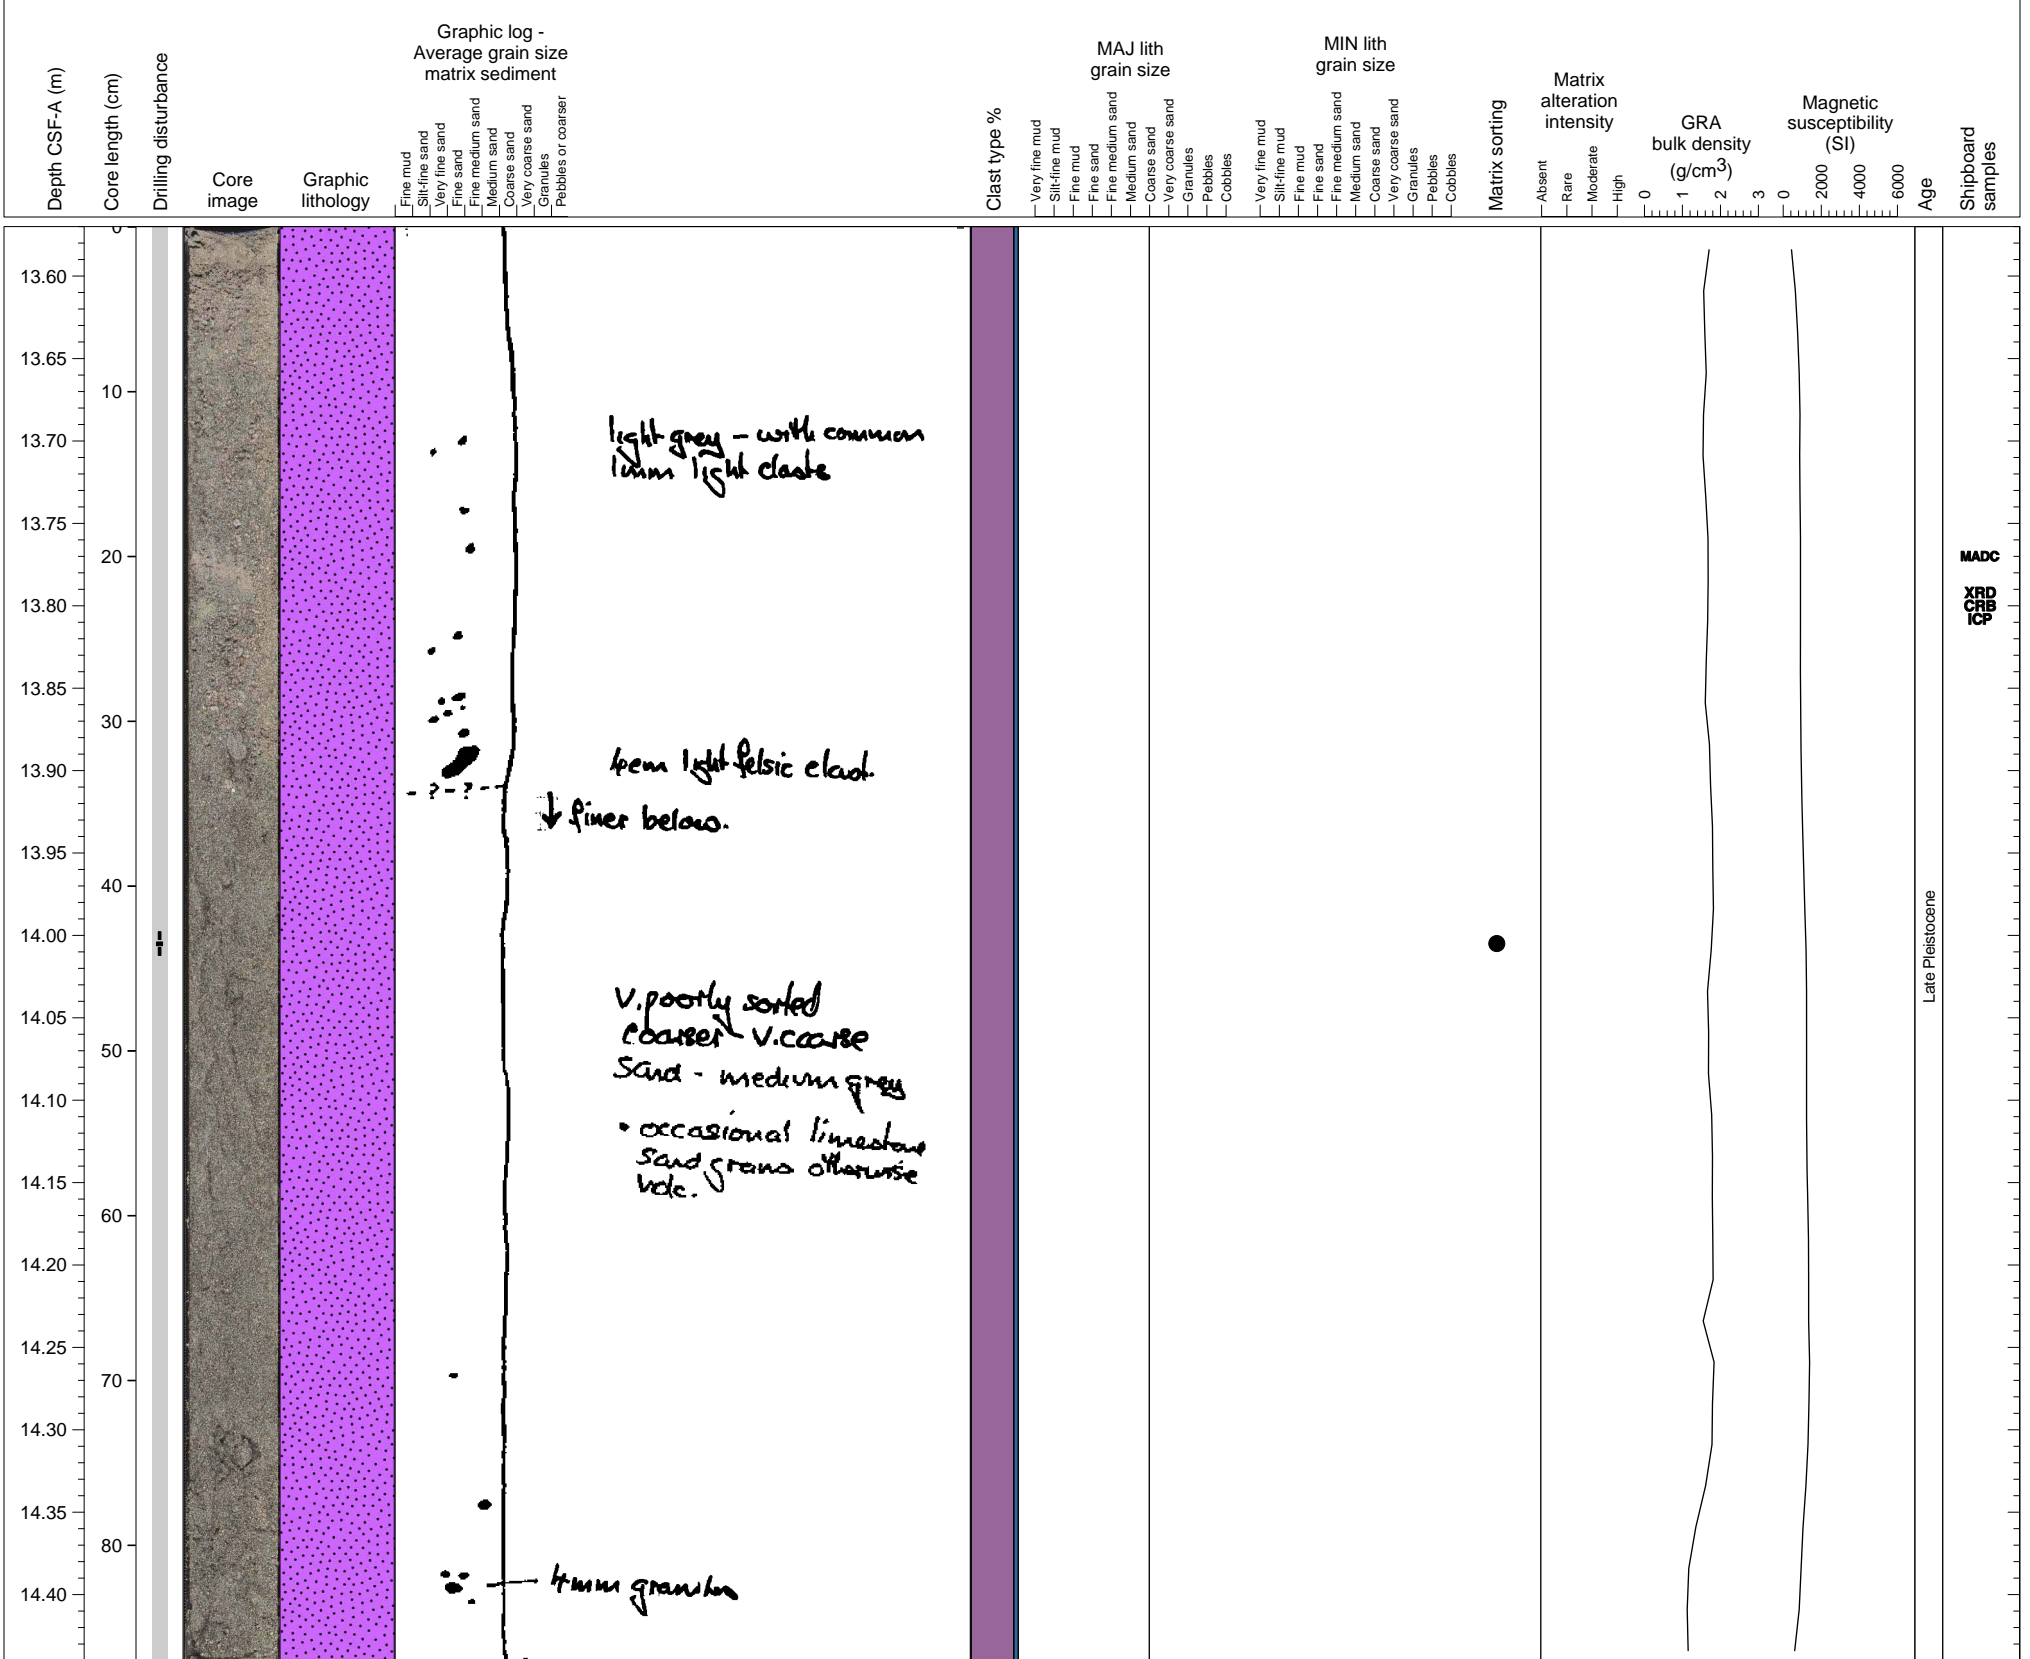 Graphic log -
Average grain size
matrix sediment
MAJ lith
grain size
MIN lith
grain size
Matrix
alteration
intensity
GRA
bulk density
(g/cm3)
Magnetic
susceptibility
(SI)
Depth CSF-A (m)
Core length (cm)
Drilling disturbance
Core
image
Graphic
lithology
Fine mud
Silt-fine sand
Very fine sand
Fine sand
Fine medium sand
Medium sand
Coarse sand
Very coarse sand
Granules
Pebbles or coarser
Clast type %
Very fine mud
Silt-fine mud
Fine mud
Fine sand
Fine medium sand
Medium sand
Coarse sand
Very coarse sand
Granules
Pebbles
Cobbles
Very fine mud
Silt-fine mud
Fine mud
Fine sand
Fine medium sand
Medium sand
Coarse sand
Very coarse sand
Granules
Pebbles
Cobbles
Matrix sorting
Absent
Rare
Moderate
High
0 1 2 3
0 2000 4000 6000
Age
Shipboard
samples
0
13.60
13.65
10
13.70
light grey - with common
1mm light clasts
13.75
20
MADC
13.80
XRD
CRB
ICP
13.85
30
13.90
4cm light felsic clast.
finer below.
13.95
40
14.00
Late Pleistocene
14.05
V. poorly sorted
coarser - v.coarse
50
Sand - medium grey
14.10
• occasional limestone
sand grains otherwise
14.15
volc.
60
14.20
14.25
70
14.30
14.35
80
14.40
4mm granules